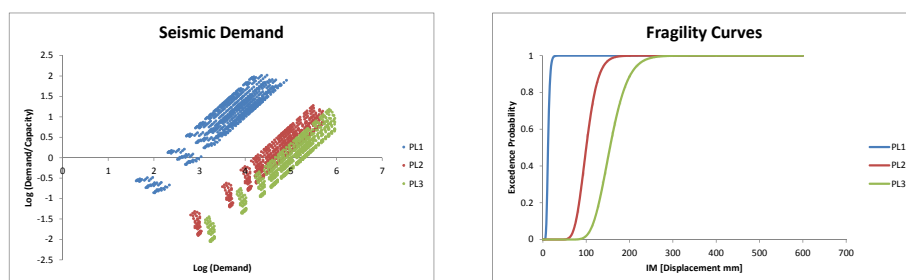 Seismic Demand
2.5
2
1.5
1
0.5
0
-0.5
-1
-1.5
-2
-2.5
0 1 2 3 4 5 6 7
Log (Demand/Capacity)
Log (Demand)
PL1
PL2
PL3
Fragility Curves
1
0.8
0.6
0.4
0.2
0
0 100 200 300 400 500 600 700
Excedence Probability
IM [Displacement mm]
PL1
PL2
PL3